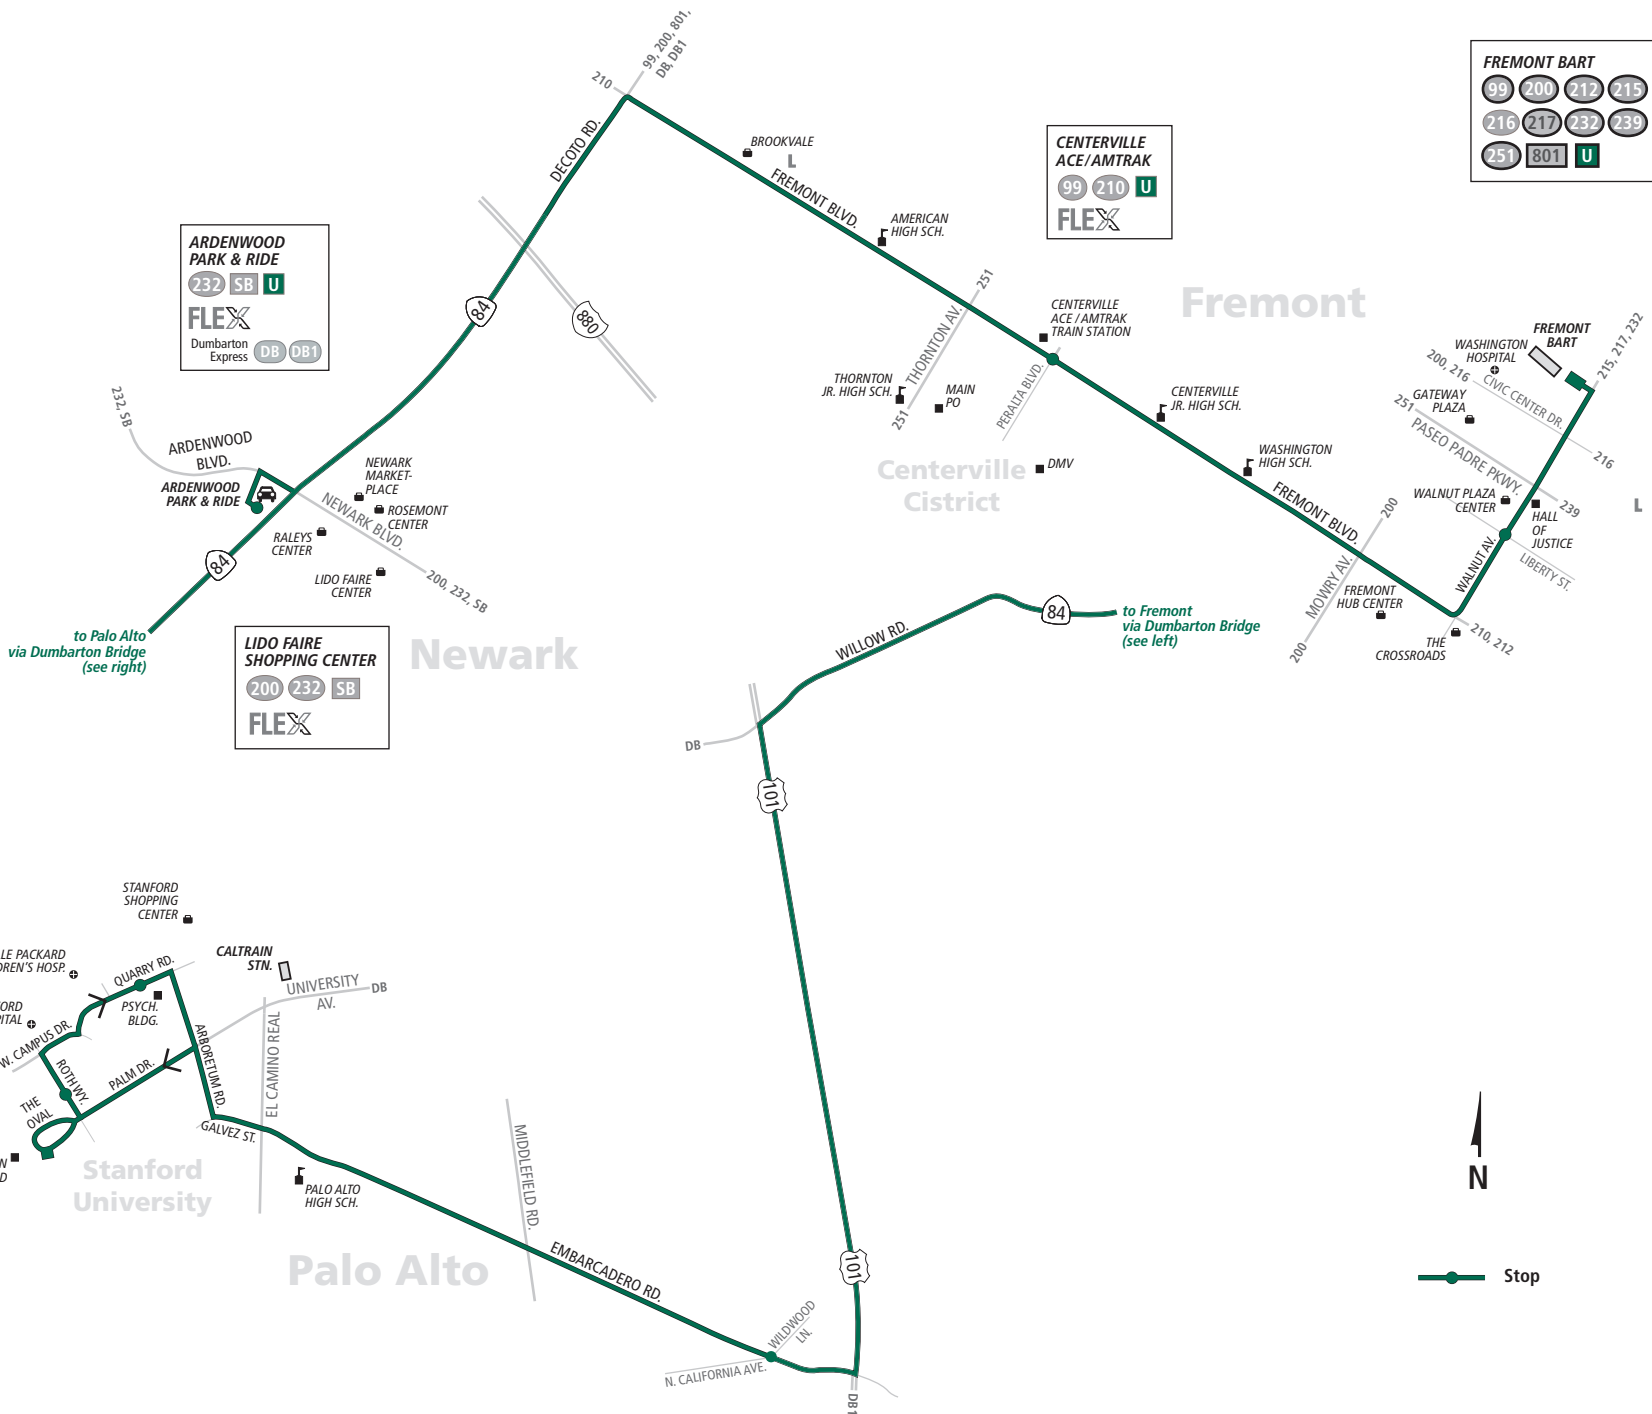 99, 200, 801,
DB, DB1
210
DECOTO RD.
BROOKVALE
L
FREMONT BLVD.
AMERICAN
HIGH SCH.
CENTERVILLE
ACE/AMTRAK
99 210 U
FLEX
FREMONT BART
99 200 212 215
216 217 232 239
251 801 U
ARDENWOOD
PARK & RIDE
232 SB U
FLEX
Dumbarton
Express DB DB1
84
880
251
THORNTON AV.
251
CENTERVILLE
ACE / AMTRAK
TRAIN STATION
Fremont
THORNTON
JR. HIGH SCH.
MAIN
PO
PERALTA BLVD.
CENTERVILLE
JR. HIGH SCH.
Centerville
Cistrict
DMV
WASHINGTON
HIGH SCH.
FREMONT BLVD.
FREMONT
BART
215, 217, 232
WASHINGTON
HOSPITAL
200, 216
CIVIC CENTER DR.
216
GATEWAY
PLAZA
251
PASEO PADRE PKWY.
239
WALNUT PLAZA
CENTER
HALL
OF
JUSTICE
L
WALNUT AV.
LIBERTY ST.
200
MOWRY AV.
200
FREMONT
HUB CENTER
THE
CROSSROADS
210, 212
232, SB
ARDENWOOD
BLVD.
ARDENWOOD
PARK & RIDE
NEWARK
MARKET-
PLACE
ROSEMONT
CENTER
NEWARK BLVD.
RALEYS
CENTER
LIDO FAIRE
CENTER
200, 232, SB
84
to Palo Alto
via Dumbarton Bridge
(see right)
LIDO FAIRE
SHOPPING CENTER
200 232 SB
FLEX
Newark
WILLOW RD.
84
to Fremont
via Dumbarton Bridge
(see left)
DB
101
STANFORD
SHOPPING
CENTER
LE PACKARD
DREN'S HOSP.
QUARRY RD.
CALTRAIN
STN.
UNIVERSITY
AV.
DB
PSYCH.
BLDG.
ORD
PITAL
W. CAMPUS DR.
ROTH WY.
PALM DR.
ARBORETUM RD.
EL CAMINO REAL
THE
OVAL
GALVEZ ST.
N
D
Stanford
University
PALO ALTO
HIGH SCH.
MIDDLEFIELD RD.
Palo Alto
EMBARCADERO RD.
101
WILDWOOD
LN.
N. CALIFORNIA AVE.
DB1
N
Stop